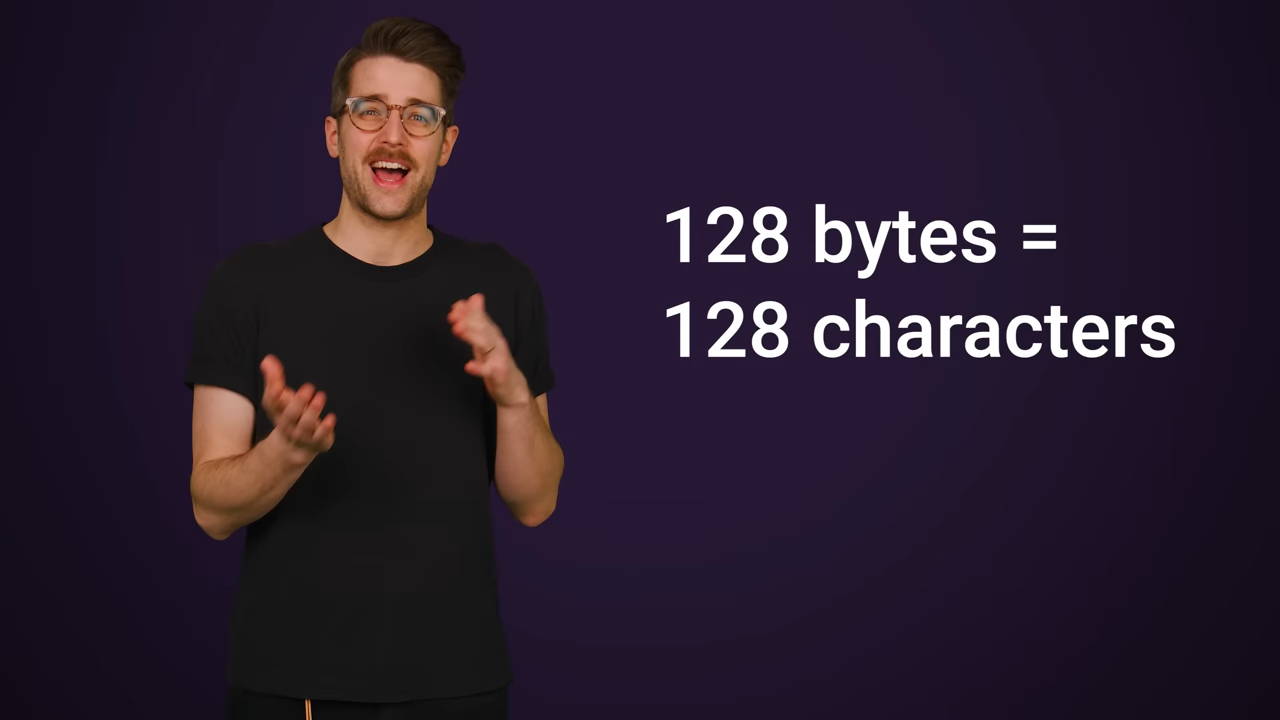 128 bytes =
128 characters